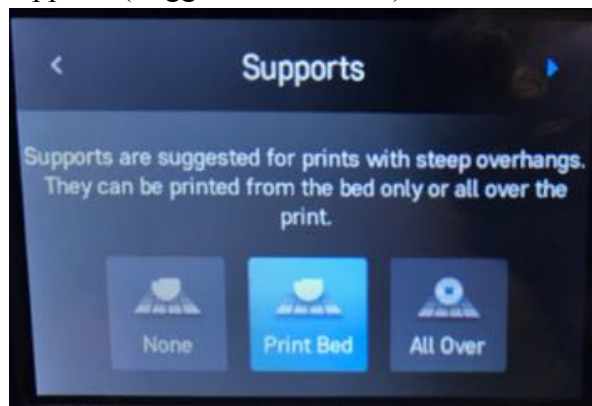 Supports
Supports are suggested for prints with steep overhangs.
They can be printed from the bed only or all over the
print.
None
Print Bed
All Over